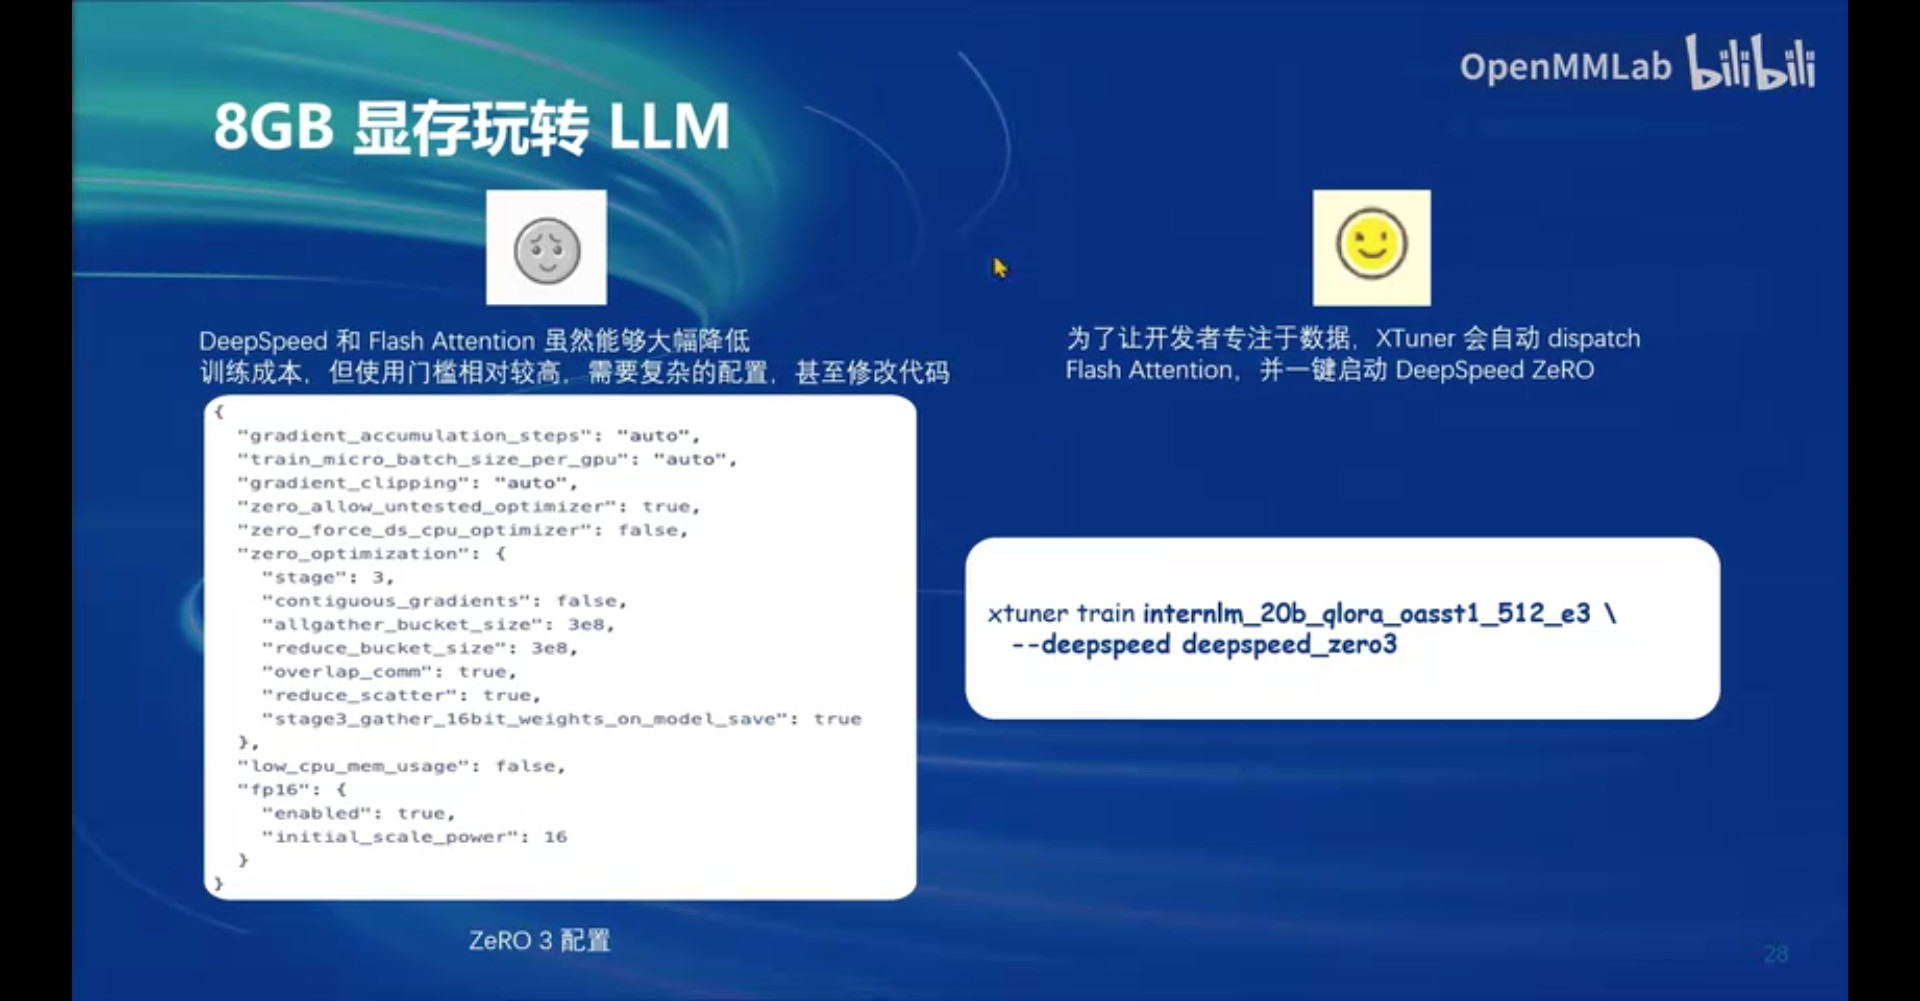 OpenMMLab bilibili
8GB 显存玩转 LLM
DeepSpeed 和 Flash Attention 虽然能够大幅降低
训练成本，但使用门槛相对较高，需要复杂的配置，甚至修改代码
{
  "gradient_accumulation_steps": "auto",
  "train_micro_batch_size_per_gpu": "auto",
  "gradient_clipping": "auto",
  "zero_allow_untested_optimizer": true,
  "zero_force_ds_cpu_optimizer": false,
  "zero_optimization": {
    "stage": 3,
    "contiguous_gradients": false,
    "allgather_bucket_size": 3e8,
    "reduce_bucket_size": 3e8,
    "overlap_comm": true,
    "reduce_scatter": true,
    "stage3_gather_16bit_weights_on_model_save": true
  },
  "low_cpu_mem_usage": false,
  "fp16": {
    "enabled": true,
    "initial_scale_power": 16
  }
}
ZeRO 3 配置
为了让开发者专注于数据，XTuner 会自动 dispatch
Flash Attention，并一键启动 DeepSpeed ZeRO
xtuner train internlm_20b_qlora_oasst1_512_e3 \
  --deepspeed deepspeed_zero3
28